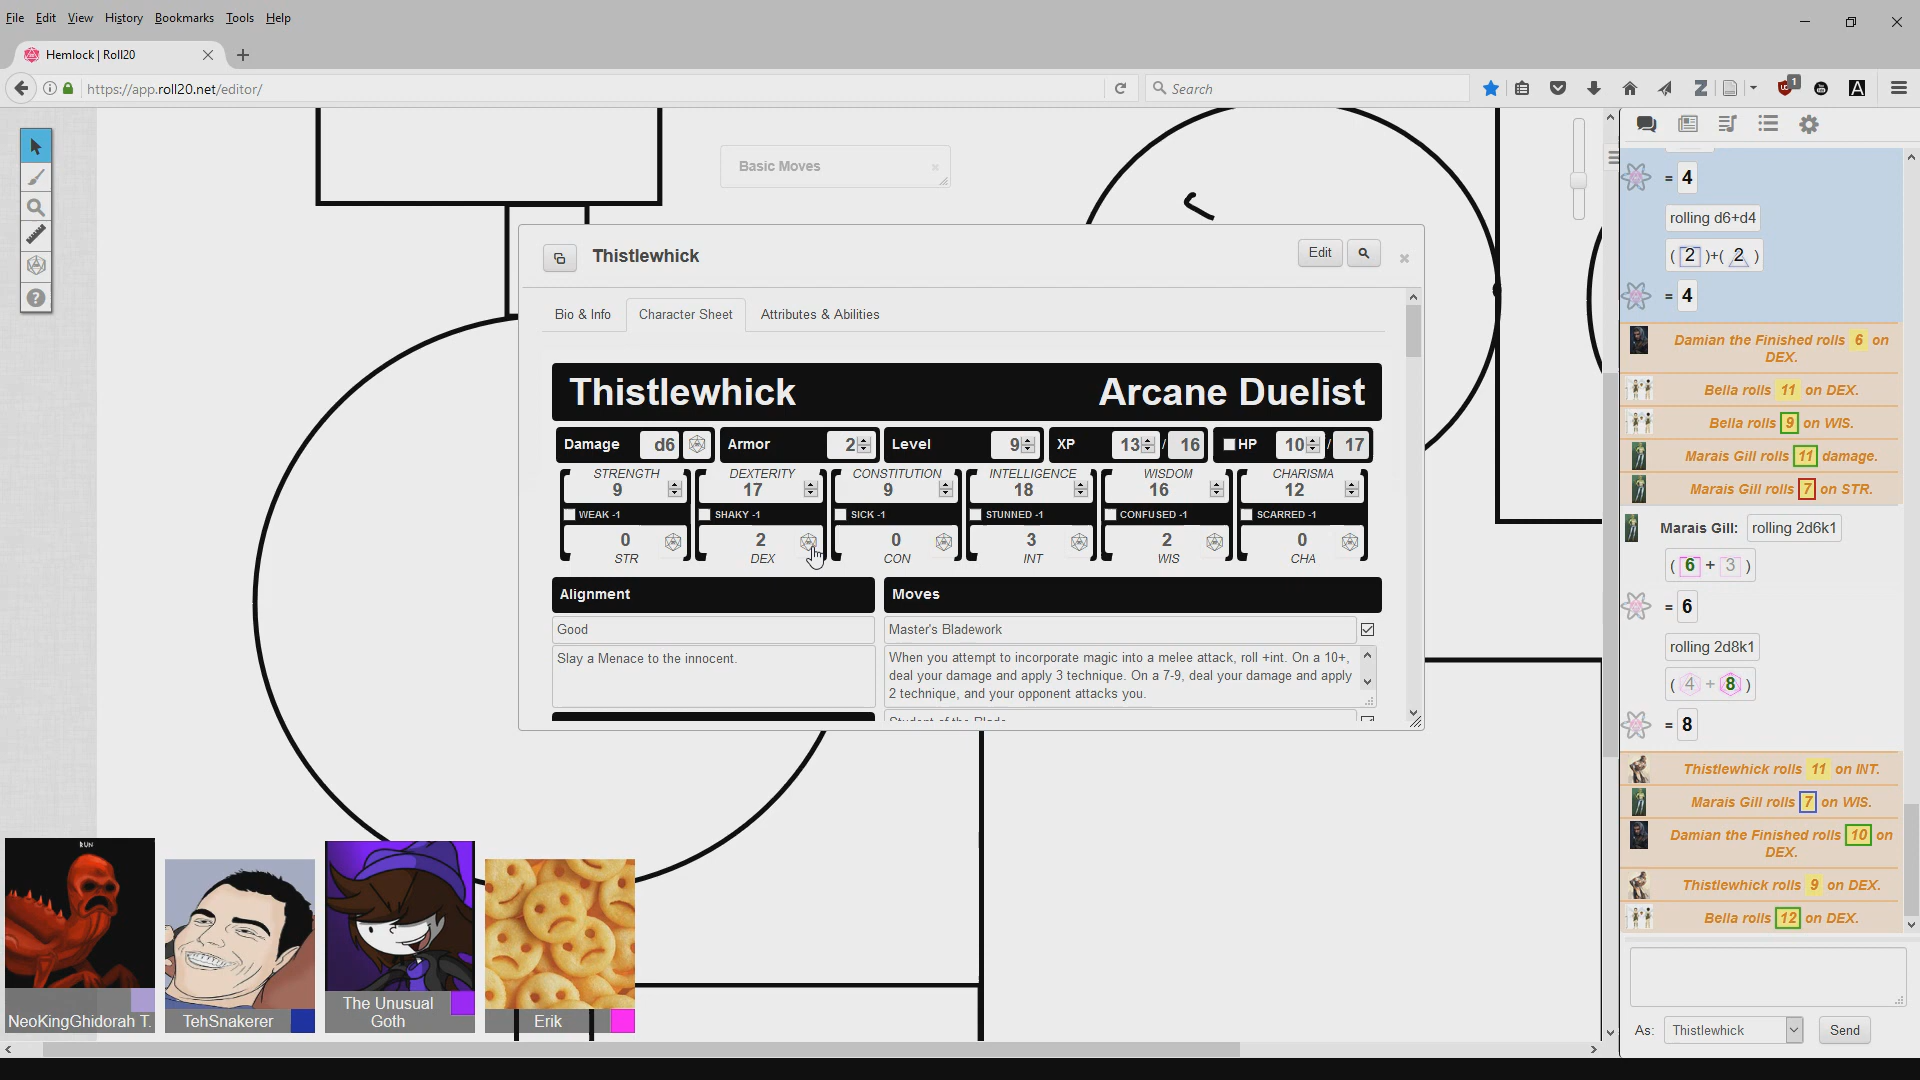 File Edit View History Bookmarks Tools Help
Hemlock | Roll20
https://app.roll20.net/editor/
Search
1
Basic Moves
Thistlewhick
Edit
Bio & Info
Character Sheet
Attributes & Abilities
Thistlewhick
Arcane Duelist
Damage d6
Armor 2
Level 9
XP 13 / 16
HP 10 / 17
STRENGTH DEXTERITY CONSTITUTION INTELLIGENCE WISDOM CHARISMA
9 17 9 18 16 12
WEAK -1 SHAKY -1 SICK -1 STUNNED -1 CONFUSED -1 SCARRED -1
0 2 0 3 2 0
STR DEX CON INT WIS CHA
Alignment
Good
Slay a Menace to the innocent.
Moves
Master's Bladework
When you attempt to incorporate magic into a melee attack, roll +int. On a 10+,
deal your damage and apply 3 technique. On a 7-9, deal your damage and apply
2 technique, and your opponent attacks you.
Student of the Blade
= 4
rolling d6+d4
( 2 )+( 2 )
= 4
Damian the Finished rolls 6 on
DEX.
Bella rolls 11 on DEX.
Bella rolls 9 on WIS.
Marais Gill rolls 11 damage.
Marais Gill rolls 7 on STR.
Marais Gill: rolling 2d6k1
( 6 + 3 )
= 6
rolling 2d8k1
( 4 + 8 )
= 8
Thistlewhick rolls 11 on INT.
Marais Gill rolls 7 on WIS.
Damian the Finished rolls 10 on
DEX.
Thistlewhick rolls 9 on DEX.
Bella rolls 12 on DEX.
As: Thistlewhick
Send
RUN
NeoKingGhidorah T.
TehSnakerer
The Unusual
Goth
Erik